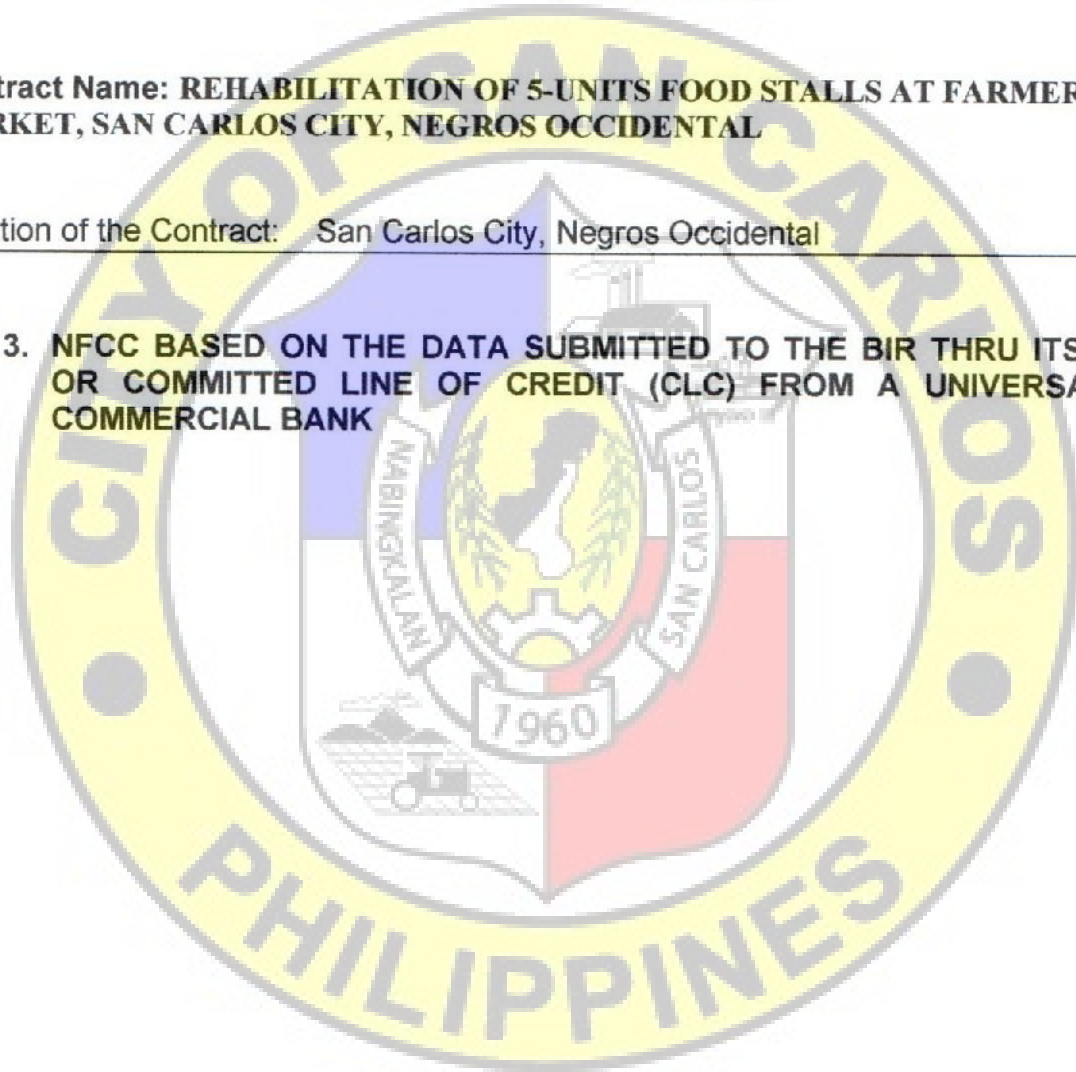 tract Name: REHABILITATION OF 5-UNITS FOOD STALLS AT FARMER
RKET, SAN CARLOS CITY, NEGROS OCCIDENTAL
tion of the Contract: San Carlos City, Negros Occidental
3. NFCC BASED ON THE DATA SUBMITTED TO THE BIR THRU ITS
OR COMMITTED LINE OF CREDIT (CLC) FROM A UNIVERSA
COMMERCIAL BANK
CITY OF SAN CARLOS
NABINGKALAN
SAN CARLOS
1960
PHILIPPINES